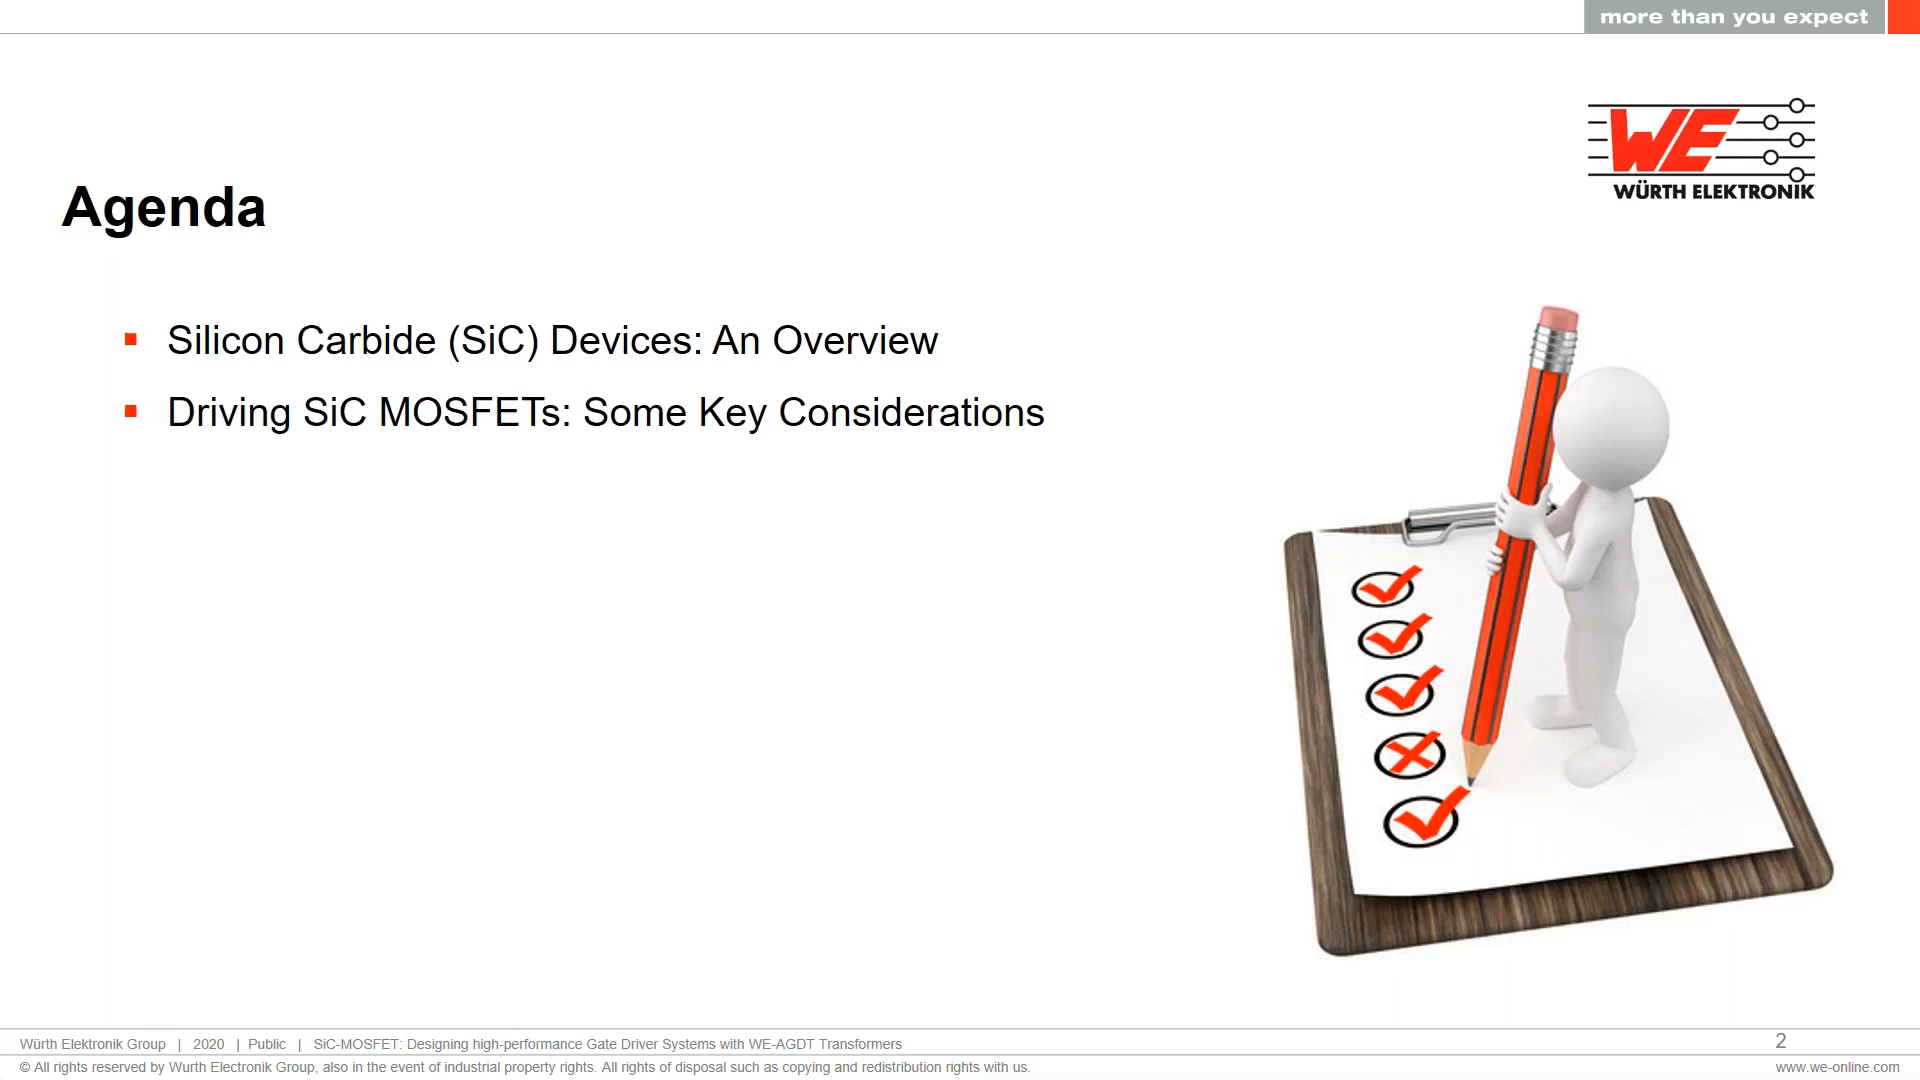 more than you expect
WE
WÜRTH ELEKTRONIK
Agenda
Silicon Carbide (SiC) Devices: An Overview
Driving SiC MOSFETs: Some Key Considerations
Würth Elektronik Group | 2020 | Public | SiC-MOSFET: Designing high-performance Gate Driver Systems with WE-AGDT Transformers
2
© All rights reserved by Wurth Electronik Group, also in the event of industrial property rights. All rights of disposal such as copying and redistribution rights with us.
www.we-online.com